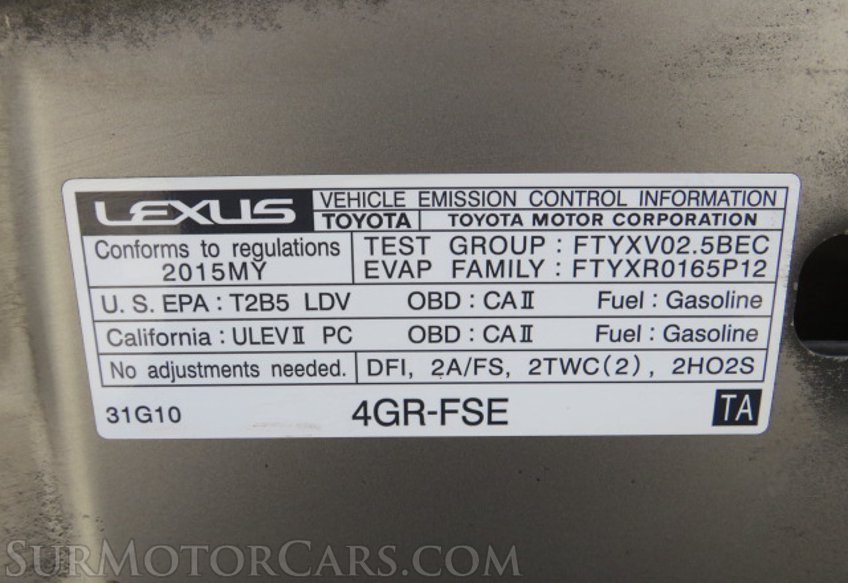 LEXUS
VEHICLE EMISSION CONTROL INFORMATION
TOYOTA TOYOTA MOTOR CORPORATION
Conforms to regulations
2015MY
TEST GROUP : FTYXV02.5BEC
EVAP FAMILY : FTYXR0165P12
U. S. EPA : T2B5 LDV OBD : CAⅡ Fuel : Gasoline
California : ULEVⅡ PC OBD : CAⅡ Fuel : Gasoline
No adjustments needed. DFI, 2A/FS, 2TWC(2), 2HO2S
31G10 4GR-FSE TA
SURMOTORCARS.COM